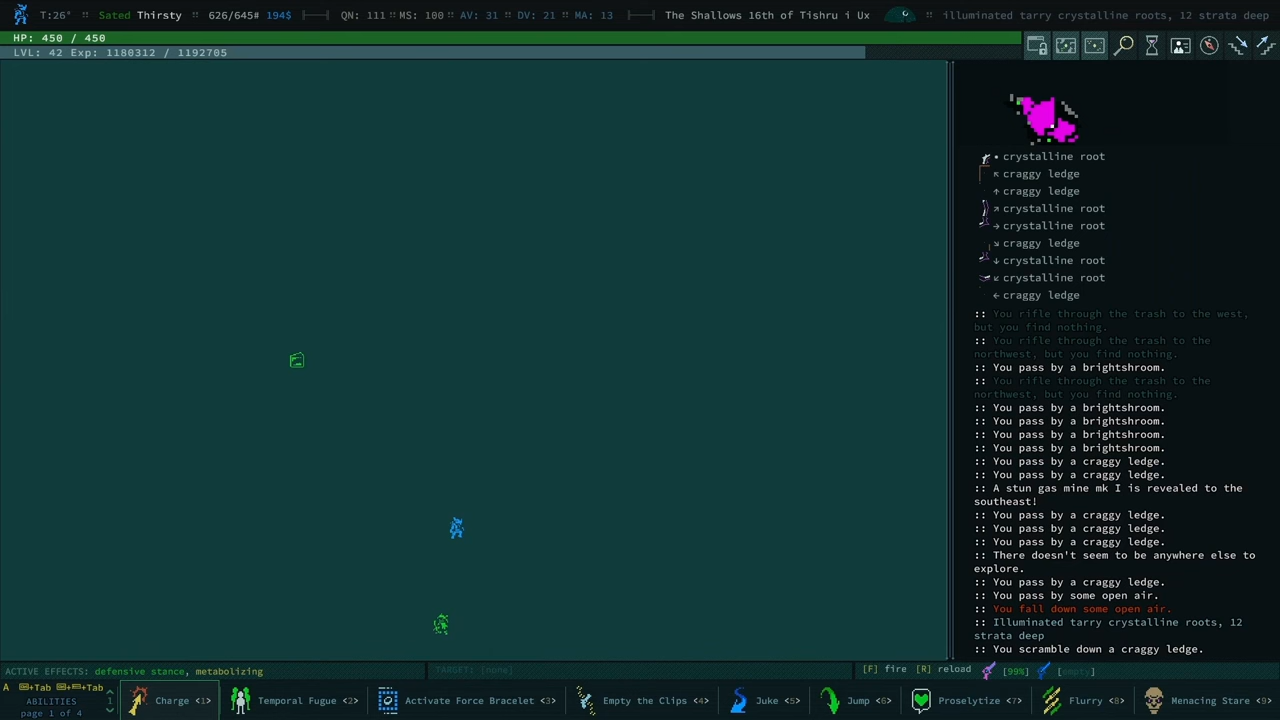 T:26° :: Sated Thirsty :: 626/645# 194$ QN: 111 :: MS: 100 :: AV: 31 :: DV: 21 :: MA: 13 The Shallows 16th of Tishru i Ux :: illuminated tarry crystalline roots, 12 strata deep
HP: 450 / 450
LVL: 42 Exp: 1180312 / 1192705
crystalline root
craggy ledge
craggy ledge
crystalline root
crystalline root
craggy ledge
crystalline root
crystalline root
craggy ledge
:: You rifle through the trash to the west,
but you find nothing.
:: You rifle through the trash to the
northwest, but you find nothing.
:: You pass by a brightshroom.
:: You rifle through the trash to the
northwest, but you find nothing.
:: You pass by a brightshroom.
:: You pass by a brightshroom.
:: You pass by a brightshroom.
:: You pass by a brightshroom.
:: You pass by a craggy ledge.
:: You pass by a craggy ledge.
:: A stun gas mine mk I is revealed to the
southeast!
:: You pass by a craggy ledge.
:: You pass by a craggy ledge.
:: You pass by a craggy ledge.
:: There doesn't seem to be anywhere else to
explore.
:: You pass by a craggy ledge.
:: You pass by some open air.
:: You fall down some open air.
:: Illuminated tarry crystalline roots, 12
strata deep
:: You scramble down a craggy ledge.
ACTIVE EFFECTS: defensive stance, metabolizing
TARGET: [none]
[F] fire [R] reload [99%] [empty]
A +Tab +Tab
ABILITIES
page 1 of 4
1
Charge <1>
Temporal Fugue <2>
Activate Force Bracelet <3>
Empty the Clips <4>
Juke <5>
Jump <6>
Proselytize <7>
Flurry <8>
Menacing Stare <9>